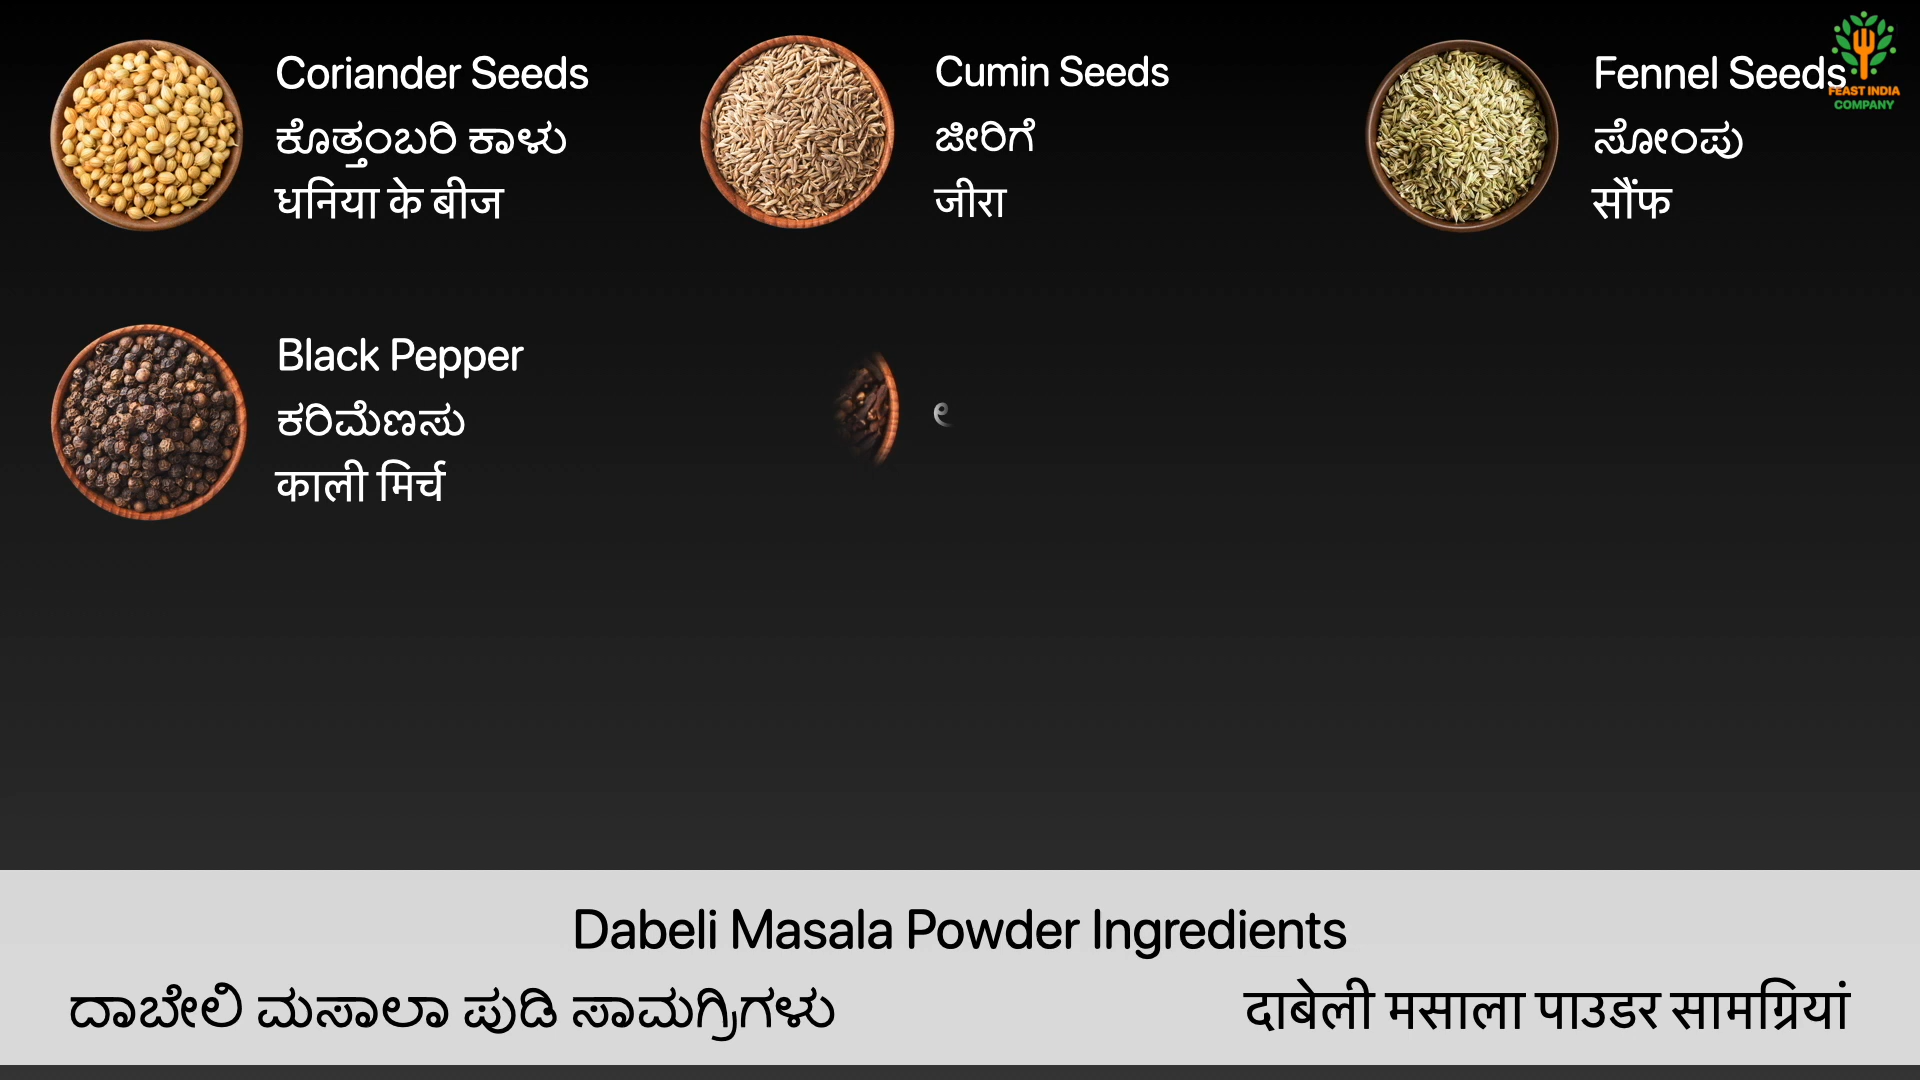 Coriander Seeds
ಕೊತ್ತಂಬರಿ ಕಾಳು
धनिया के बीज
Cumin Seeds
ಜೀರಿಗೆ
जीरा
Fennel Seeds
ಸೋಂಪು
सौंफ
FEAST INDIA
COMPANY
Black Pepper
ಕರಿಮೆಣಸು
काली मिर्च
Dabeli Masala Powder Ingredients
ದಾಬೇಲಿ ಮಸಾಲಾ ಪುಡಿ ಸಾಮಗ್ರಿಗಳು
दाबेली मसाला पाउडर सामग्रियां